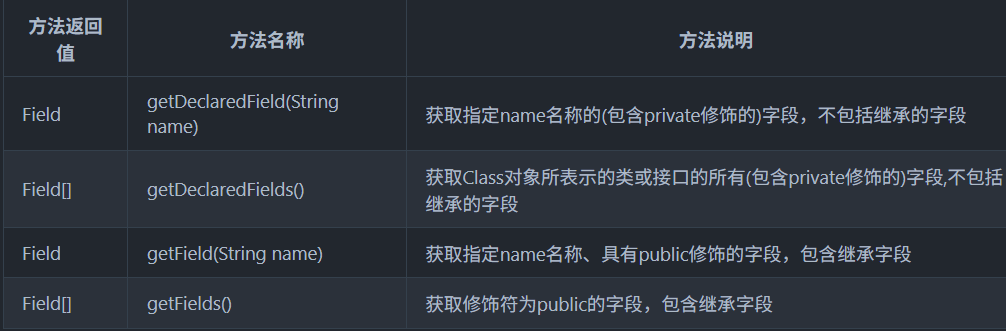 方法返回
值
方法名称
方法说明
Field
getDeclaredField(String
name)
获取指定name名称的(包含private修饰的)字段，不包括继承的字段
Field[]
getDeclaredFields()
获取Class对象所表示的类或接口的所有(包含private修饰的)字段,不包括
继承的字段
Field
getField(String name)
获取指定name名称、具有public修饰的字段，包含继承字段
Field[]
getFields()
获取修饰符为public的字段，包含继承字段